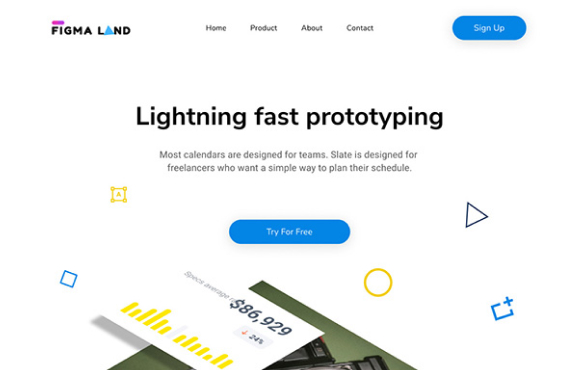 FIGMA LAND
Home Product About Contact
Sign Up
Lightning fast prototyping
Most calendars are designed for teams. Slate is designed for
freelancers who want a simple way to plan their schedule.
A
Try For Free
Specs average
$86,929
24%